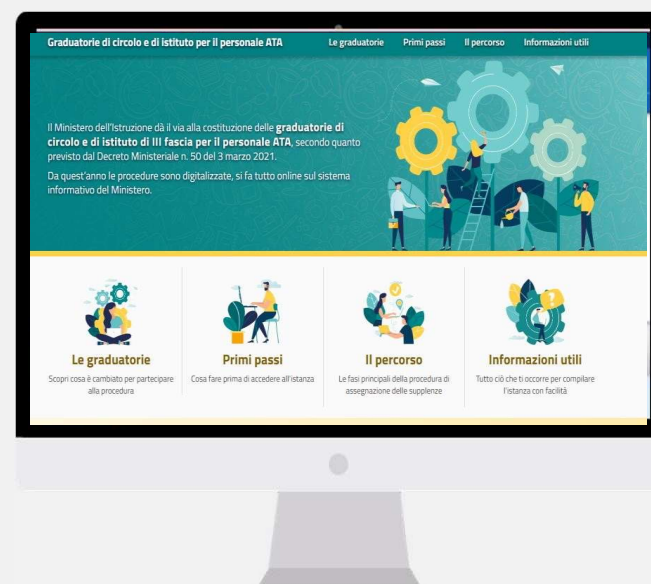 Graduatorie di circolo e di istituto per il personale ATA
Le graduatorie
Primi passi
Il percorso
Informazioni utili
Il Ministero dell'Istruzione dà il via alla costituzione delle graduatorie di
circolo e di istituto di III fascia per il personale ATA, secondo quanto
previsto dal Decreto Ministeriale n. 50 del 3 marzo 2021.
Da quest'anno le procedure sono digitalizzate, si fa tutto online sul sistema
informativo del Ministero.
Le graduatorie
Scopri cosa è cambiato per partecipare
alla procedura
Primi passi
Cosa fare prima di accedere all'istanza
Il percorso
Le fasi principali della procedura di
assegnazione delle supplenze
Informazioni utili
Tutto ciò che ti occorre per compilare
l'istanza con facilità